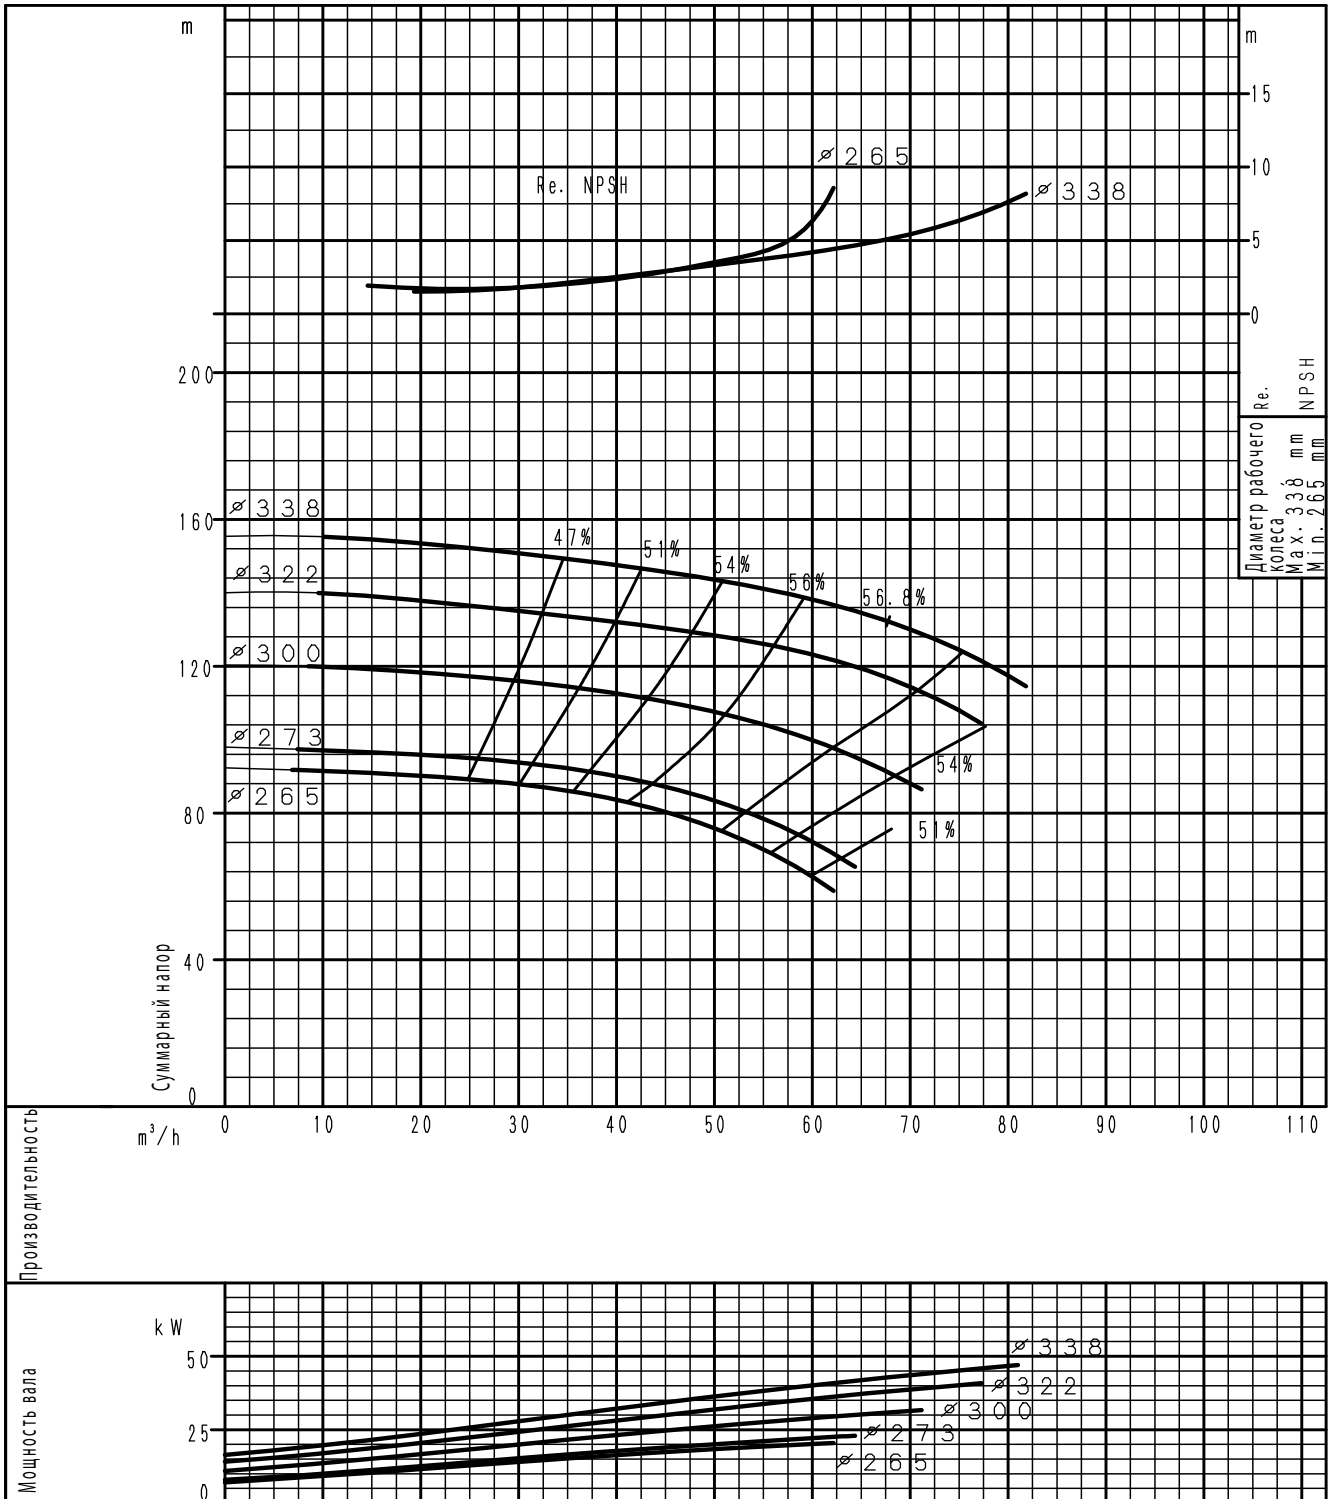 m
m
15
⌀265
10
Re. NPSH
⌀338
5
0
Re.
NPSH
200
Диаметр рабочего
колеса
Max. 338 mm
Min. 265 mm
⌀338
160
47%
51%
54%
⌀322
56%
56.8%
⌀300
120
⌀273
54%
⌀265
80
51%
40
Суммарный напор
0
Производительность
m³/h
0 10 20 30 40 50 60 70 80 90 100 110
kW
⌀338
50
⌀322
⌀300
25
⌀273
⌀265
Мощность вала
0